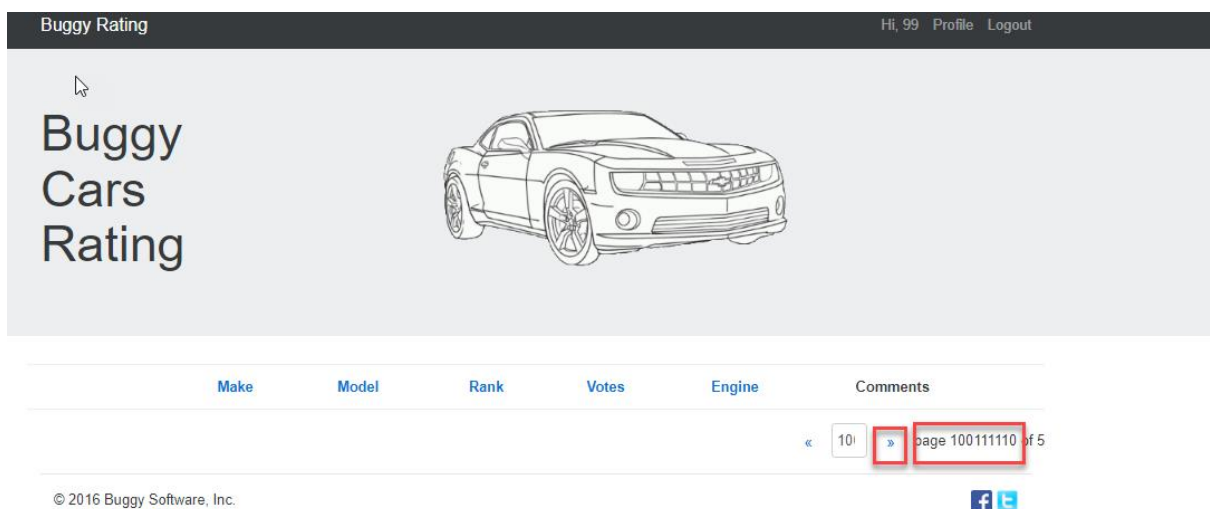 Buggy Rating Hi, 99 Profile Logout
Buggy
Cars
Rating
Make Model Rank Votes Engine Comments
« 10 » page 100111110 of 5
© 2016 Buggy Software, Inc.